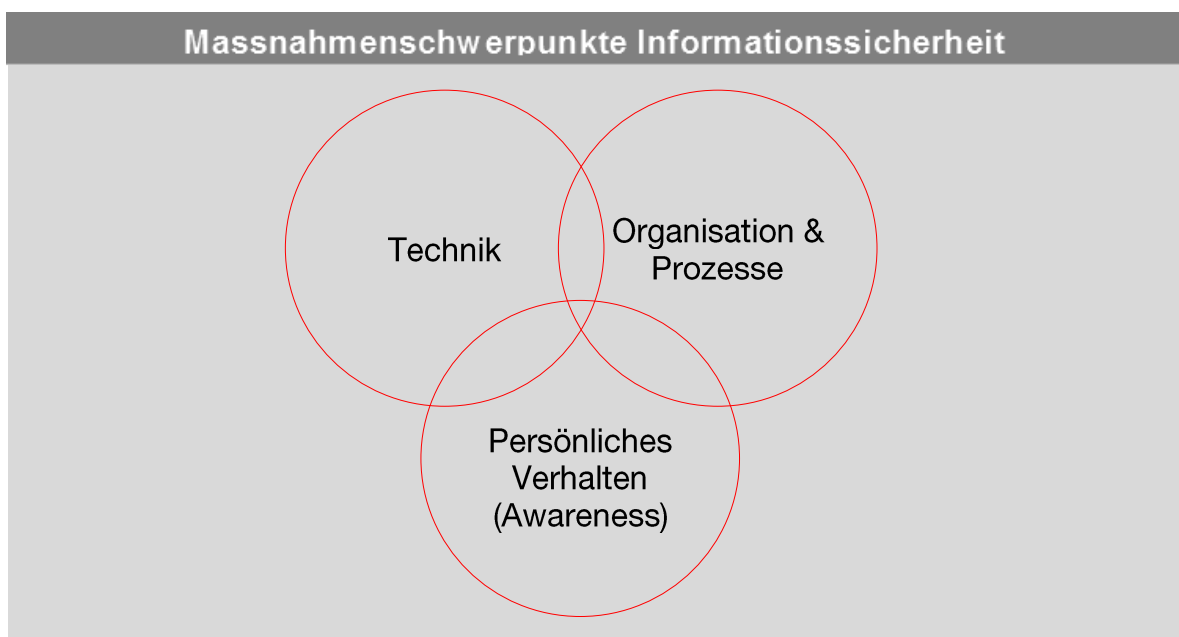 Massnahmenschwerpunkte Informationssicherheit
Technik
Organisation &
Prozesse
Persönliches
Verhalten
(Awareness)